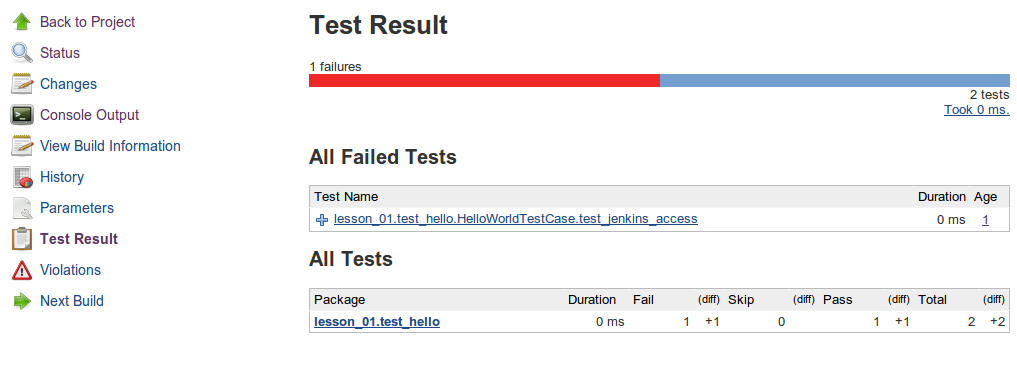 Back to Project
Status
Changes
Console Output
View Build Information
History
Parameters
Test Result
Violations
Next Build
Test Result
1 failures
2 tests
Took 0 ms.
All Failed Tests
Test Name Duration Age
lesson_01.test_hello.HelloWorldTestCase.test_jenkins_access 0 ms 1
All Tests
Package Duration Fail (diff) Skip (diff) Pass (diff) Total (diff)
lesson_01.test_hello 0 ms 1 +1 0 1 +1 2 +2